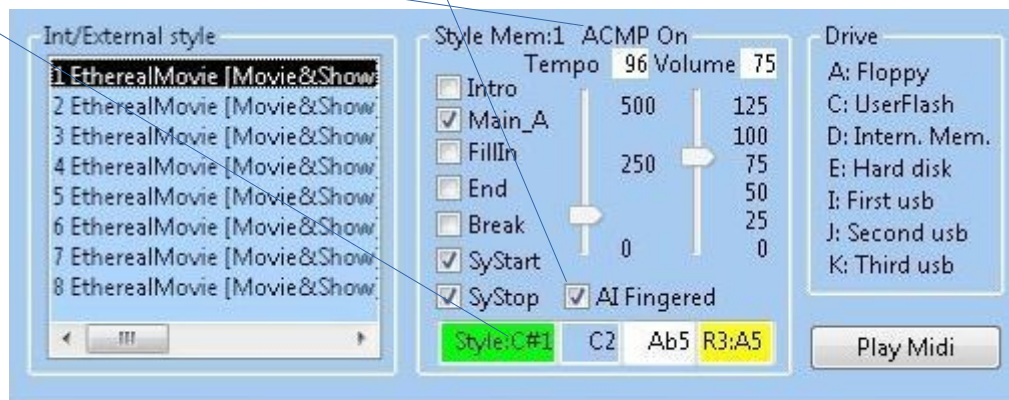 Int/External style
1 EtherealMovie [Movie&Show
2 EtherealMovie [Movie&Show
3 EtherealMovie [Movie&Show
4 EtherealMovie [Movie&Show
5 EtherealMovie [Movie&Show
6 EtherealMovie [Movie&Show
7 EtherealMovie [Movie&Show
8 EtherealMovie [Movie&Show
Style Mem:1 ACMP On
Tempo 96 Volume 75
Intro
Main_A
FillIn
End
Break
SyStart
SyStop
AI Fingered
500
250
0
125
100
75
50
25
0
Style:C#1 C2 Ab5 R3:A5
Drive
A: Floppy
C: UserFlash
D: Intern. Mem.
E: Hard disk
I: First usb
J: Second usb
K: Third usb
Play Midi